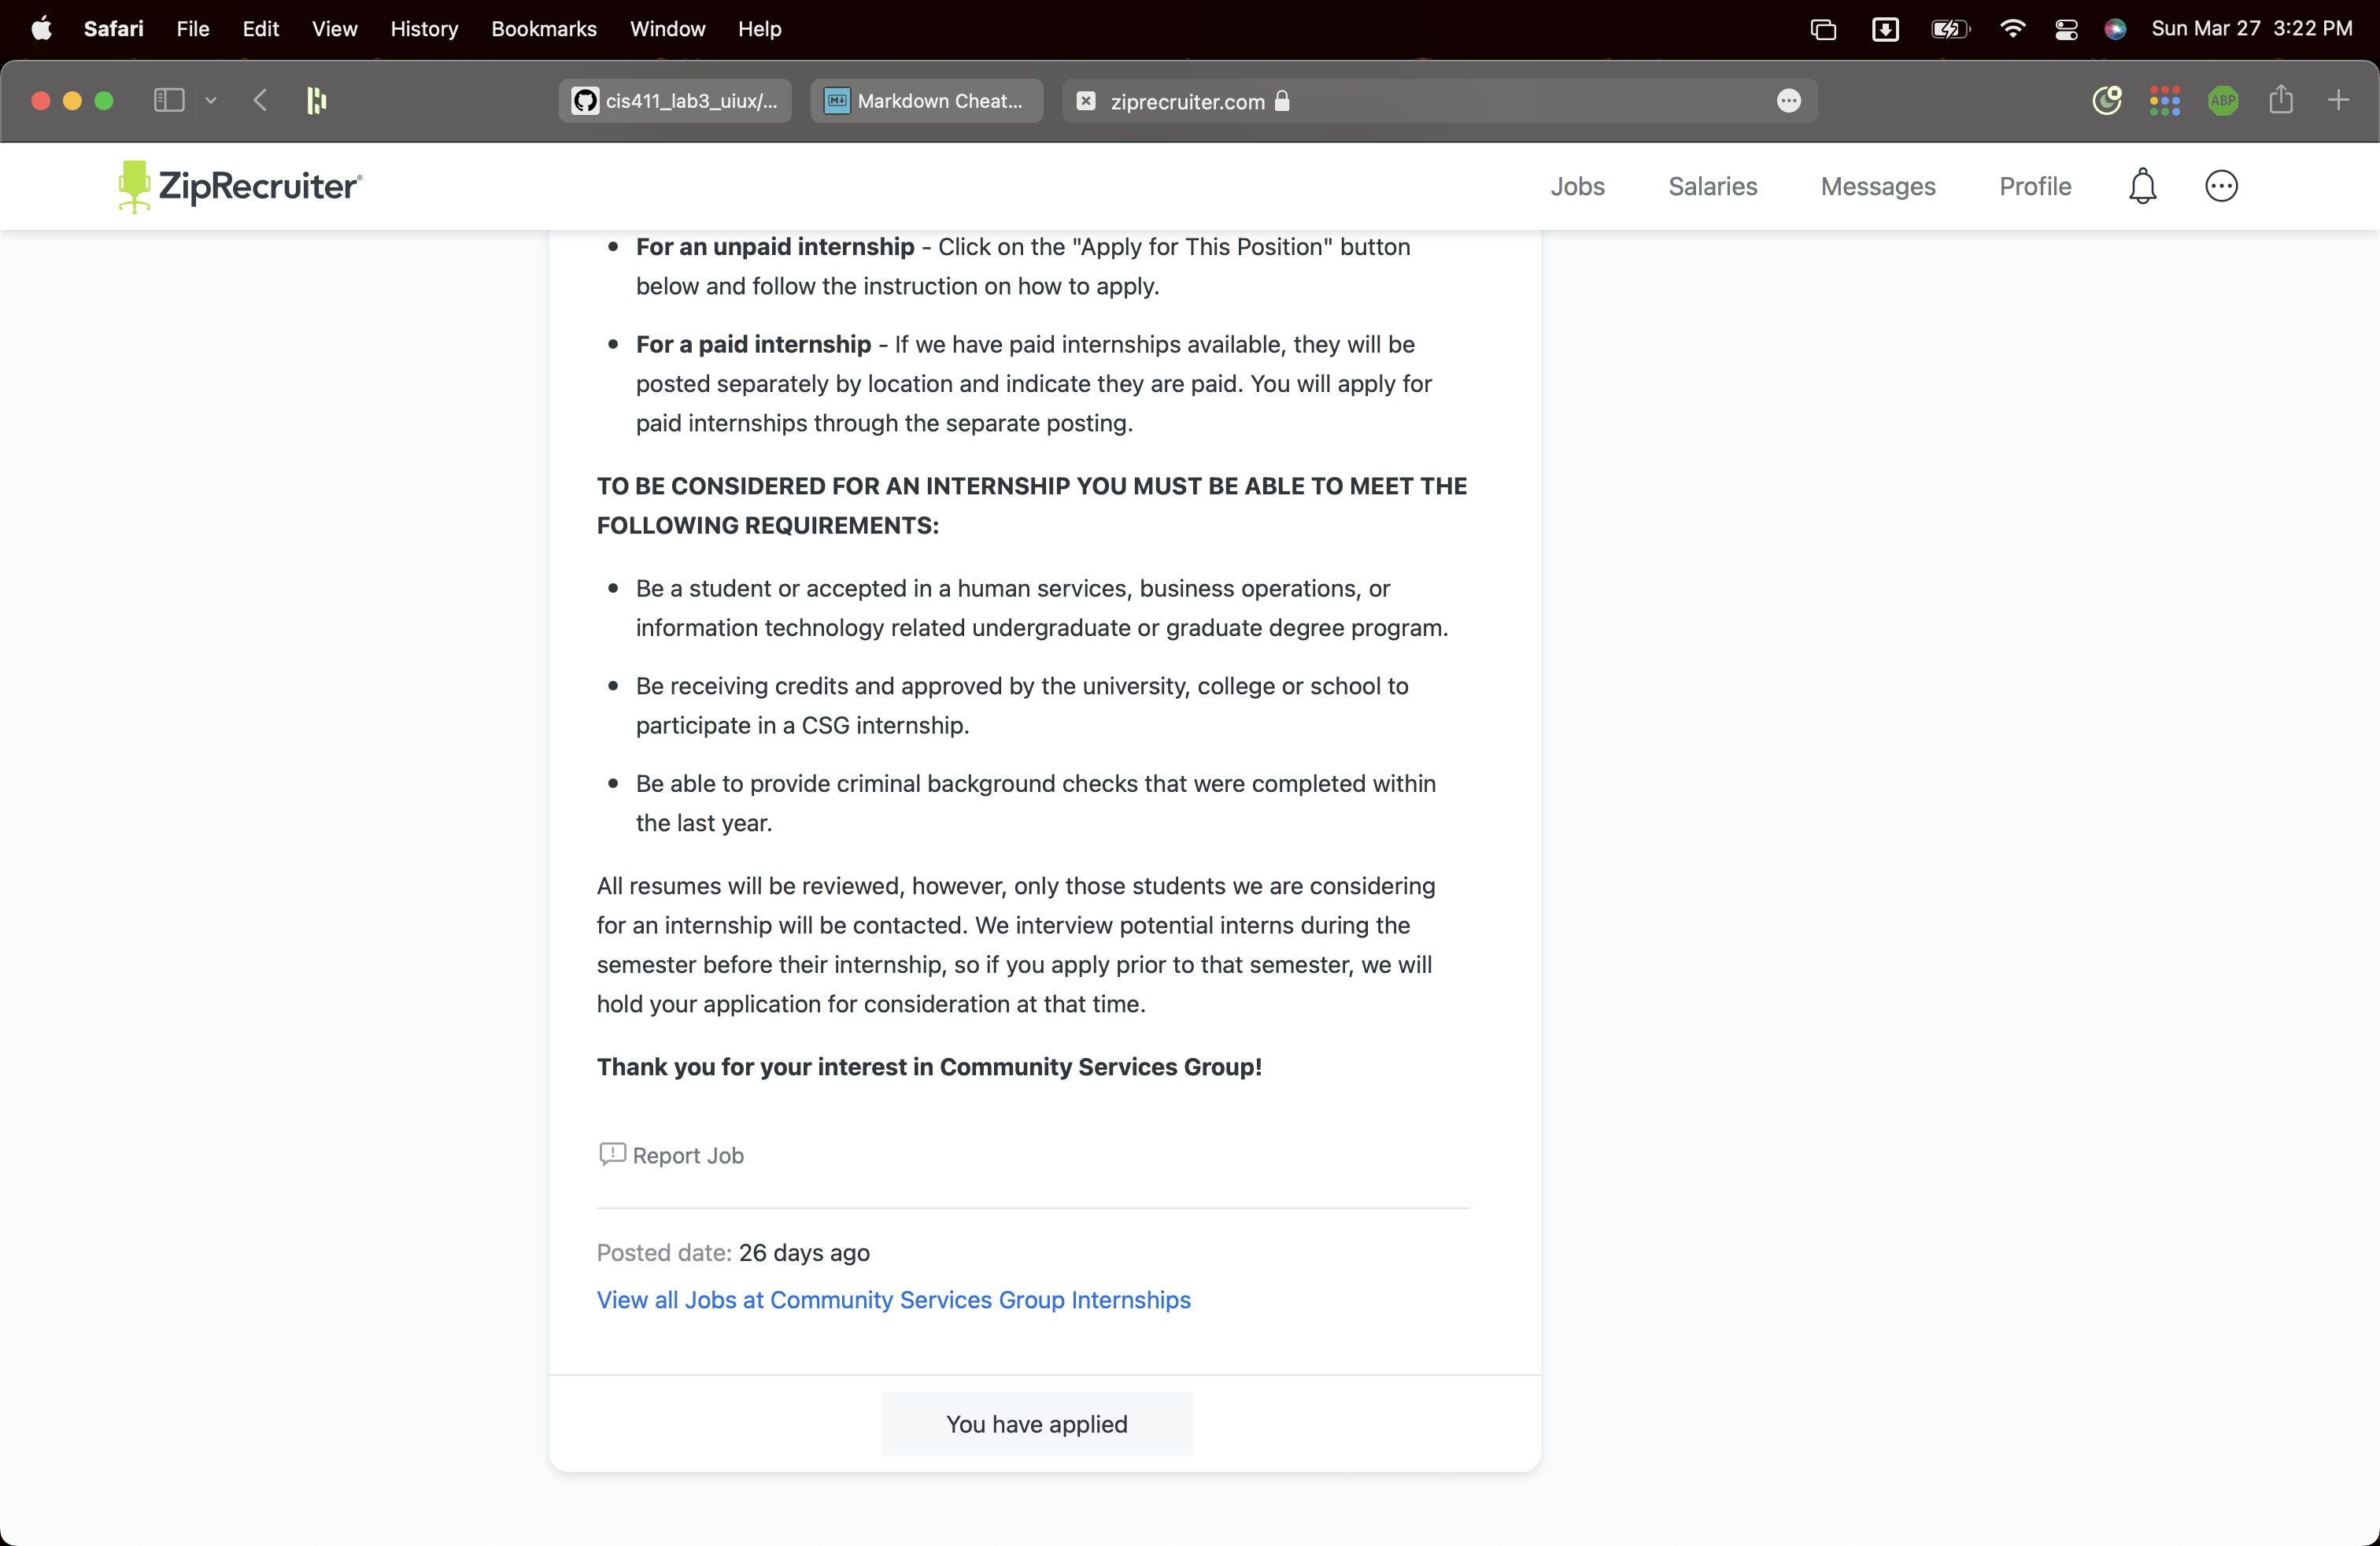 Safari File Edit View History Bookmarks Window Help Sun Mar 27 3:22 PM
cis411_lab3_uiux/... Markdown Cheat... ziprecruiter.com ABP
ZipRecruiter Jobs Salaries Messages Profile
• For an unpaid internship - Click on the "Apply for This Position" button
below and follow the instruction on how to apply.
• For a paid internship - If we have paid internships available, they will be
posted separately by location and indicate they are paid. You will apply for
paid internships through the separate posting.
TO BE CONSIDERED FOR AN INTERNSHIP YOU MUST BE ABLE TO MEET THE
FOLLOWING REQUIREMENTS:
• Be a student or accepted in a human services, business operations, or
information technology related undergraduate or graduate degree program.
• Be receiving credits and approved by the university, college or school to
participate in a CSG internship.
• Be able to provide criminal background checks that were completed within
the last year.
All resumes will be reviewed, however, only those students we are considering
for an internship will be contacted. We interview potential interns during the
semester before their internship, so if you apply prior to that semester, we will
hold your application for consideration at that time.
Thank you for your interest in Community Services Group!
Report Job
Posted date: 26 days ago
View all Jobs at Community Services Group Internships
You have applied